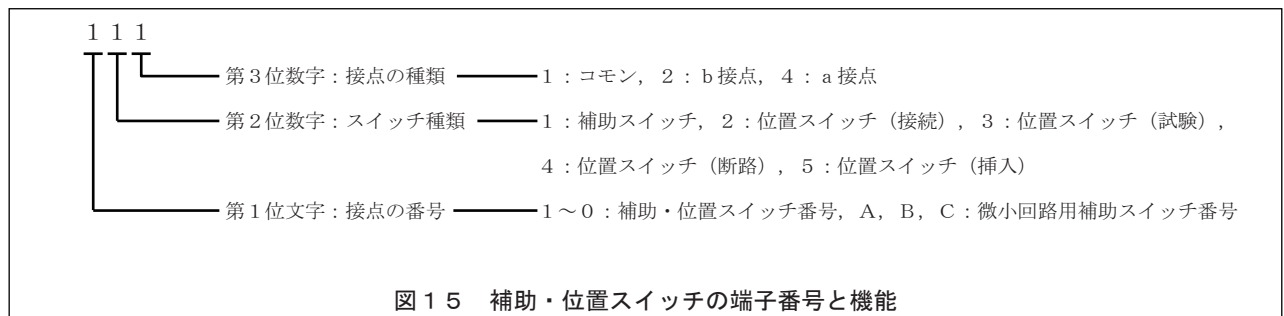 １１１
第３位数字：接点の種類 １：コモン，２：ｂ接点，４：ａ接点
第２位数字：スイッチ種類 １：補助スイッチ，２：位置スイッチ（接続），３：位置スイッチ（試験），
４：位置スイッチ（断路），５：位置スイッチ（挿入）
第１位文字：接点の番号 １～０：補助・位置スイッチ番号，Ａ，Ｂ，Ｃ：微小回路用補助スイッチ番号
図１５　補助・位置スイッチの端子番号と機能